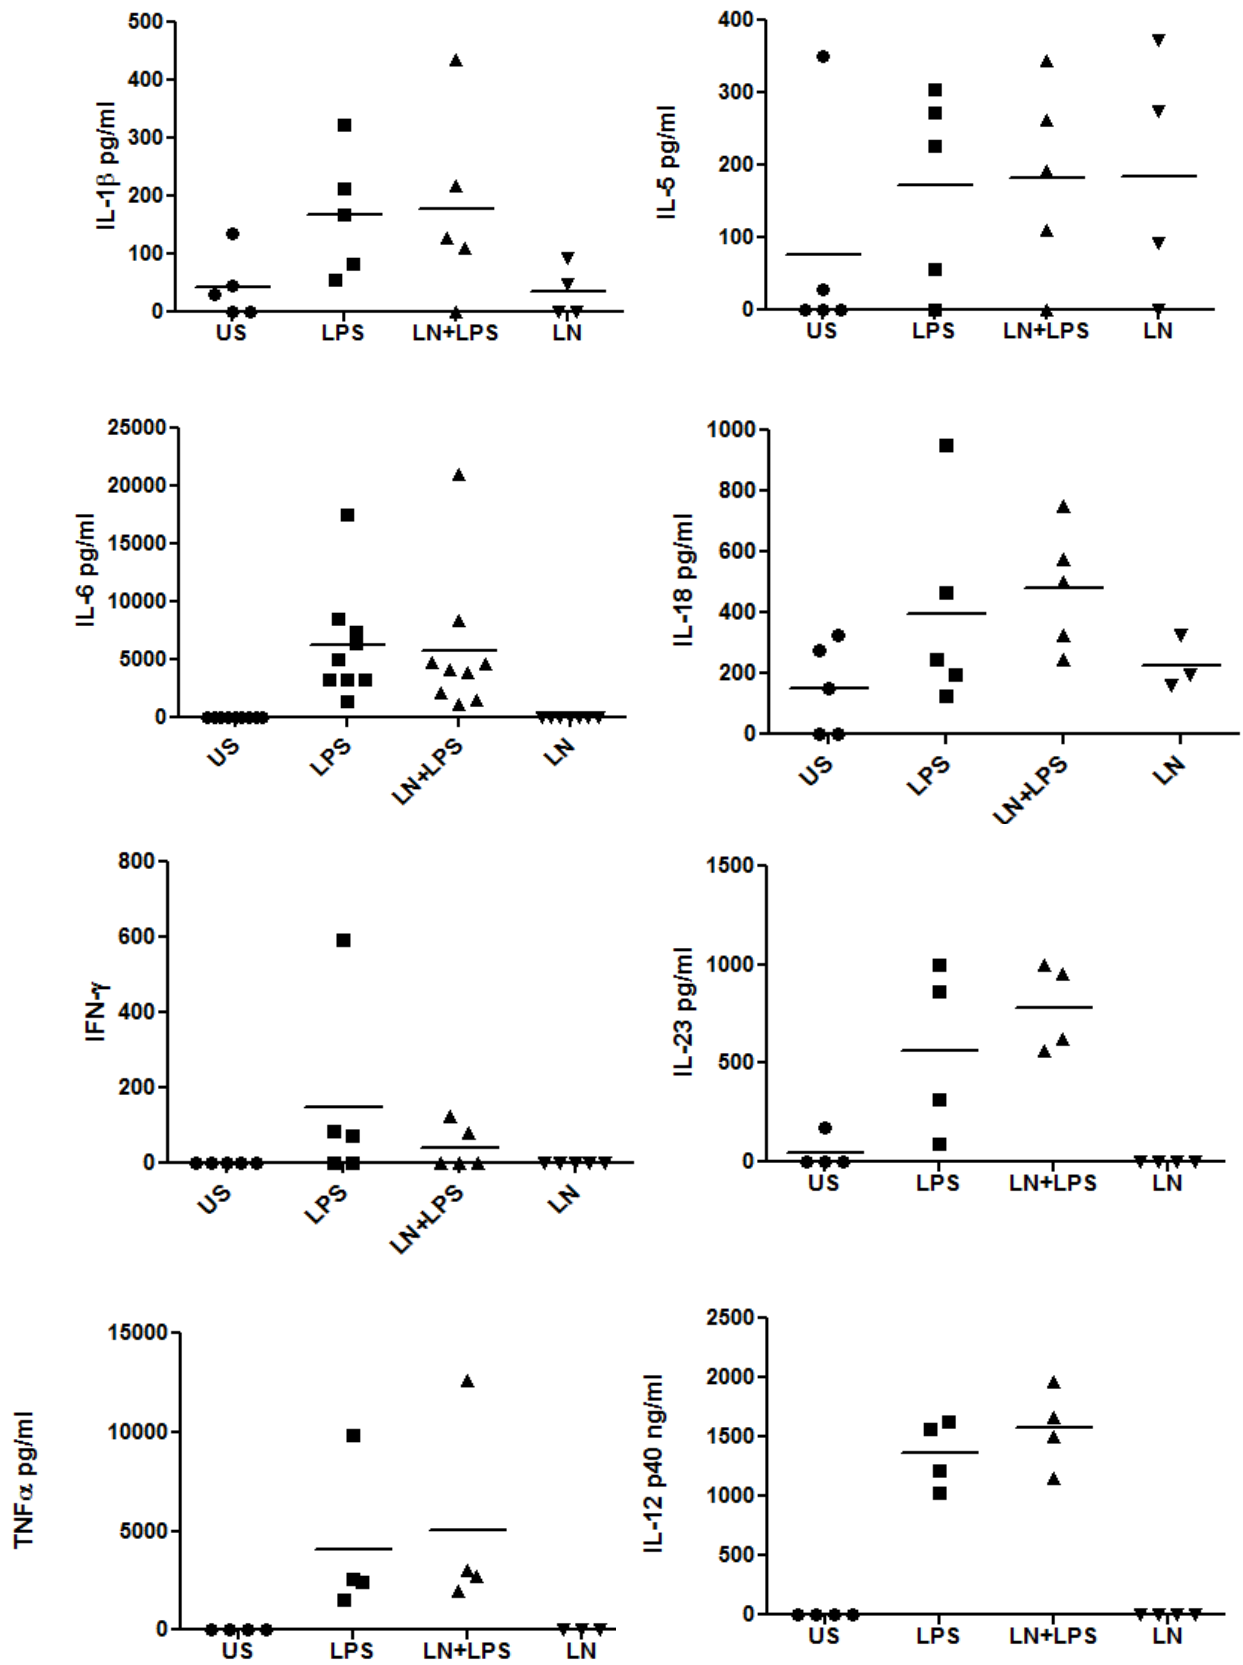 IL-1β pg/ml
500
400
300
200
100
0
US LPS LN+LPS LN
IL-5 pg/ml
400
300
200
100
0
US LPS LN+LPS LN
IL-6 pg/ml
25000
20000
15000
10000
5000
0
US LPS LN+LPS LN
IL-18 pg/ml
1000
800
600
400
200
0
US LPS LN+LPS LN
IFN-γ
800
600
400
200
0
US LPS LN+LPS LN
IL-23 pg/ml
1500
1000
500
0
US LPS LN+LPS LN
TNFα pg/ml
15000
10000
5000
0
US LPS LN+LPS LN
IL-12 p40 ng/ml
2500
2000
1500
1000
500
0
US LPS LN+LPS LN